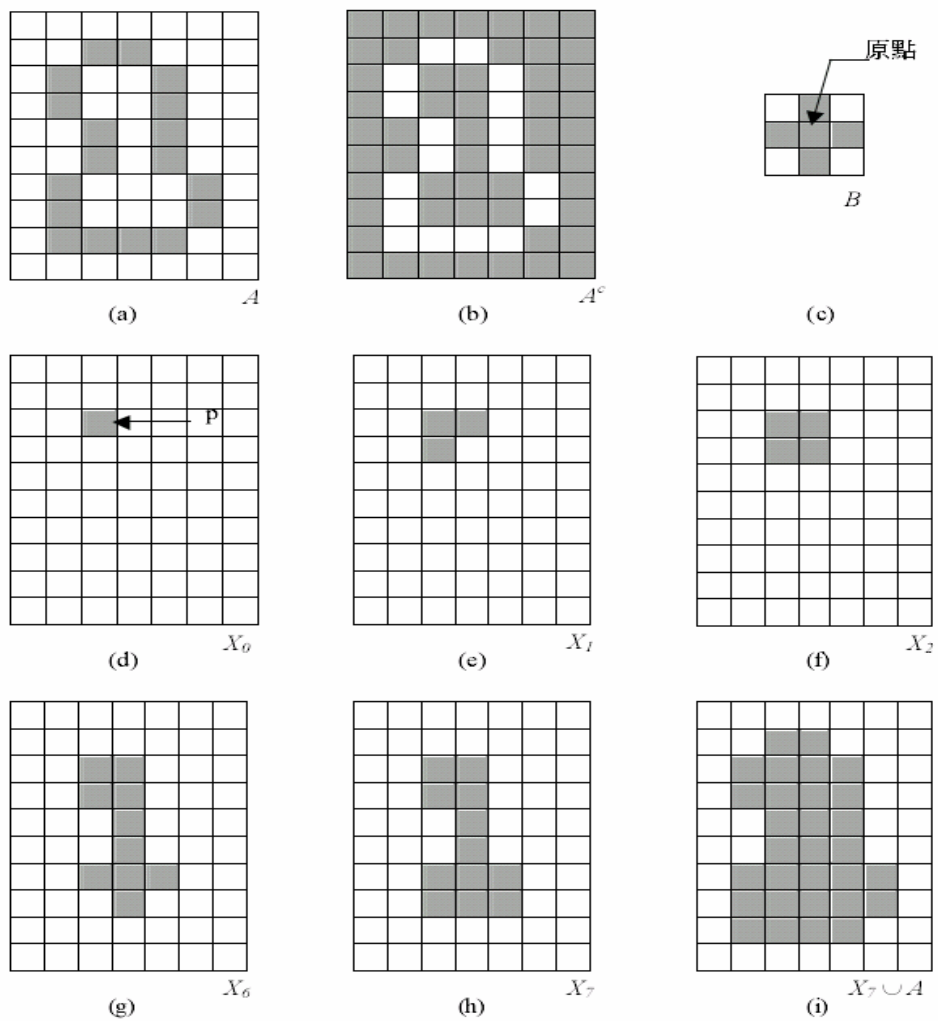 原點
B
A
A^c
(a)
(b)
(c)
p
X_0
X_1
X_2
(d)
(e)
(f)
X_6
X_7
X_7 ∪ A
(g)
(h)
(i)